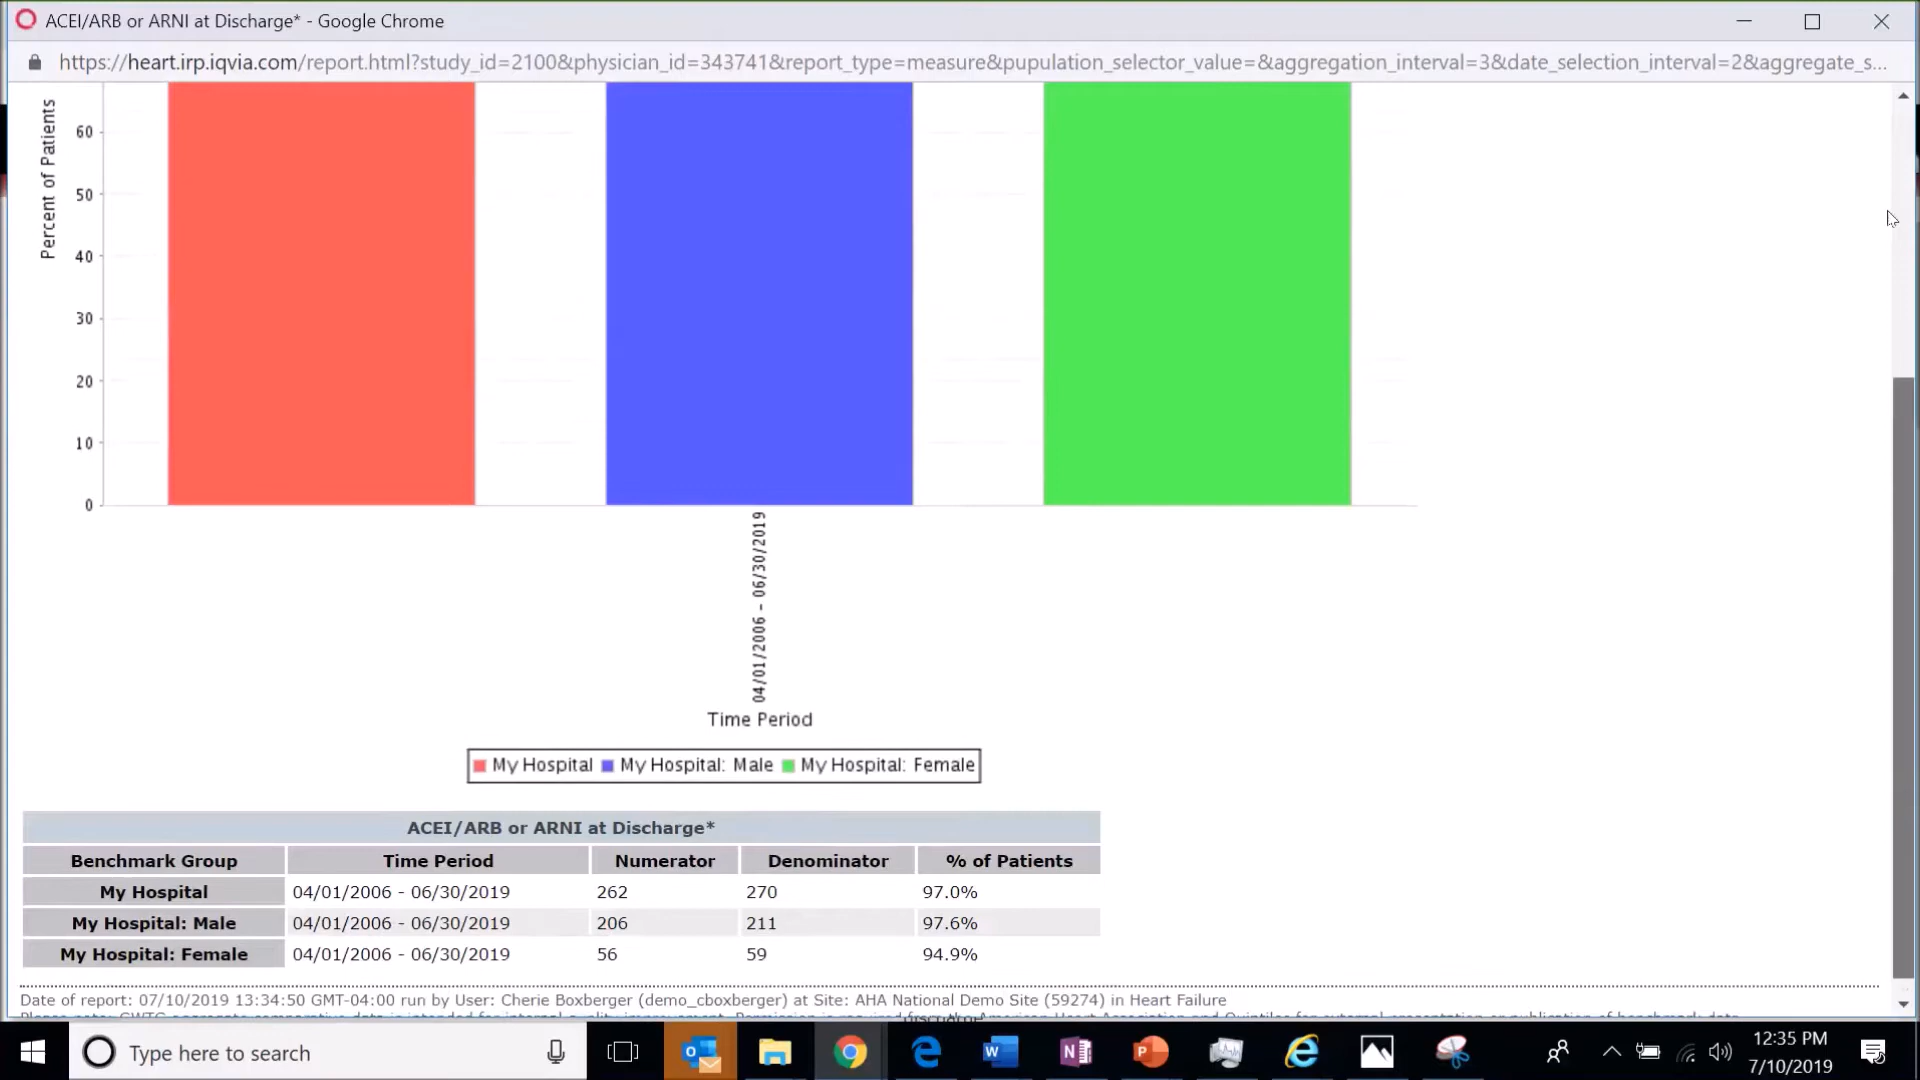 ACEI/ARB or ARNI at Discharge* - Google Chrome
https://heart.irp.iqvia.com/report.html?study_id=2100&physician_id=343741&report_type=measure&pupulation_selector_value=&aggregation_interval=3&date_selection_interval=2&aggregate_s...
Percent of Patients
60
50
40
30
20
10
0
04/01/2006 - 06/30/2019
Time Period
My Hospital My Hospital: Male My Hospital: Female
ACEI/ARB or ARNI at Discharge*
Benchmark Group Time Period Numerator Denominator % of Patients
My Hospital 04/01/2006 - 06/30/2019 262 270 97.0%
My Hospital: Male 04/01/2006 - 06/30/2019 206 211 97.6%
My Hospital: Female 04/01/2006 - 06/30/2019 56 59 94.9%
Date of report: 07/10/2019 13:34:50 GMT-04:00 run by User: Cherie Boxberger (demo_cboxberger) at Site: AHA National Demo Site (59274) in Heart Failure
Type here to search
12:35 PM
7/10/2019